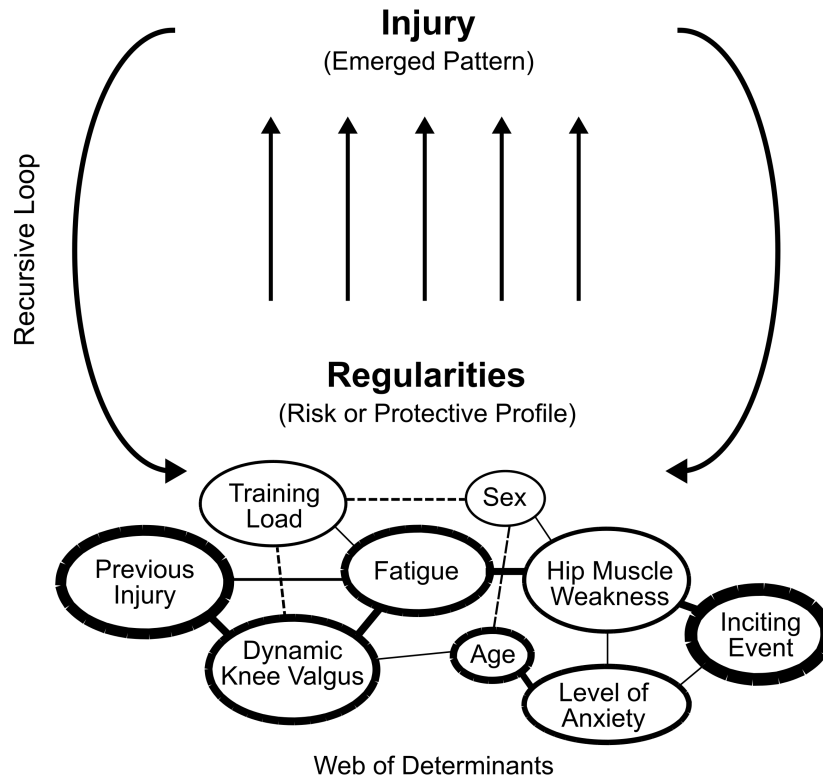 Injury
(Emerged Pattern)
Recursive Loop
Regularities
(Risk or Protective Profile)
Training
Load
Sex
Previous
Injury
Fatigue
Hip Muscle
Weakness
Inciting
Event
Dynamic
Knee Valgus
Age
Level of
Anxiety
Web of Determinants